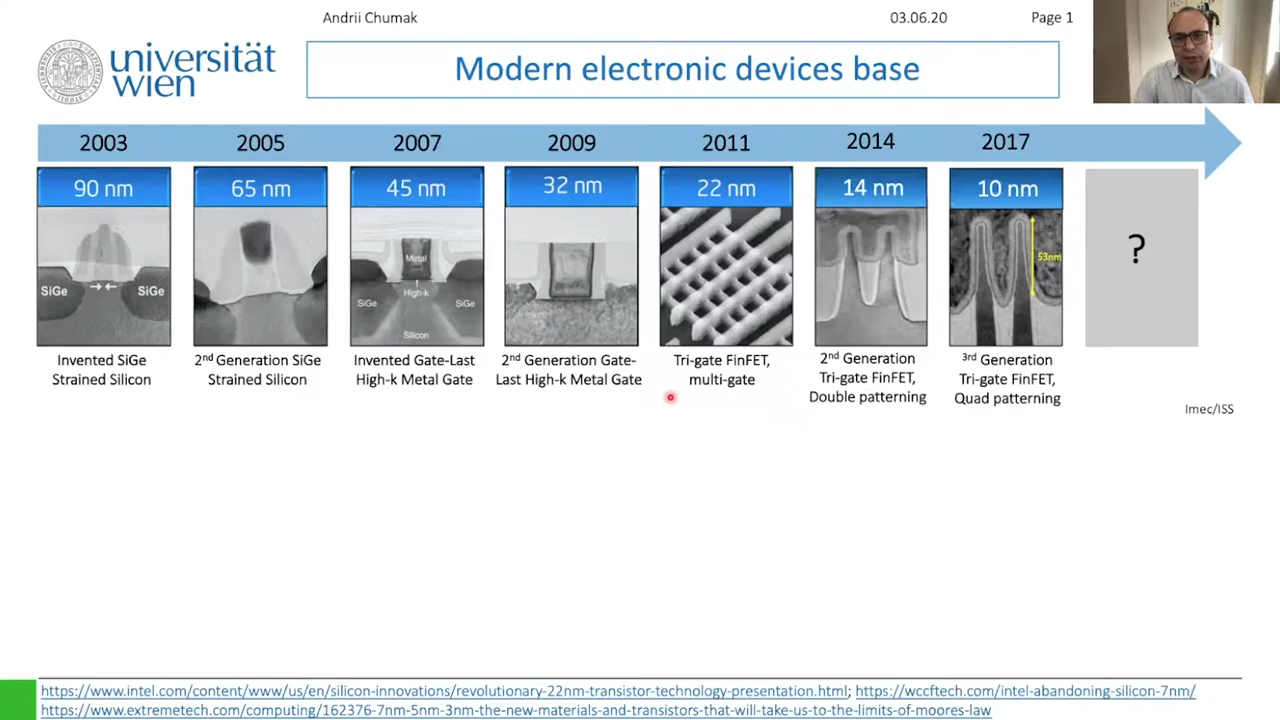 Andrii Chumak
03.06.20
Page 1
universität
wien
Modern electronic devices base
2003
2005
2007
2009
2011
2014
2017
90 nm
65 nm
45 nm
32 nm
22 nm
14 nm
10 nm
SiGe
SiGe
Metal
High-k
SiGe
SiGe
Silicon
53nm
?
Invented SiGe
Strained Silicon
2nd Generation SiGe
Strained Silicon
Invented Gate-Last
High-k Metal Gate
2nd Generation Gate-
Last High-k Metal Gate
Tri-gate FinFET,
multi-gate
2nd Generation
Tri-gate FinFET,
Double patterning
3rd Generation
Tri-gate FinFET,
Quad patterning
Imec/ISS
https://www.intel.com/content/www/us/en/silicon-innovations/revolutionary-22nm-transistor-technology-presentation.html; https://wccftech.com/intel-abandoning-silicon-7nm/
https://www.extremetech.com/computing/162376-7nm-5nm-3nm-the-new-materials-and-transistors-that-will-take-us-to-the-limits-of-moores-law